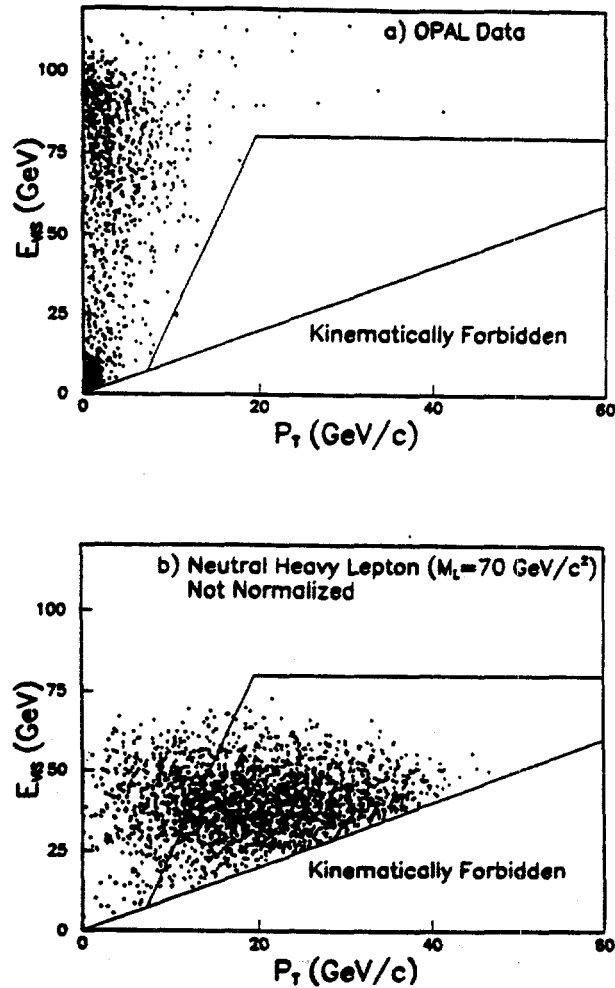 a) OPAL Data
100
75
50
25
0
E_VIS (GeV)
Kinematically Forbidden
0 20 40 60
P_T (GeV/c)
b) Neutral Heavy Lepton (M_L=70 GeV/c²)
Not Normalized
100
75
50
25
0
E_VIS (GeV)
Kinematically Forbidden
0 20 40 60
P_T (GeV/c)